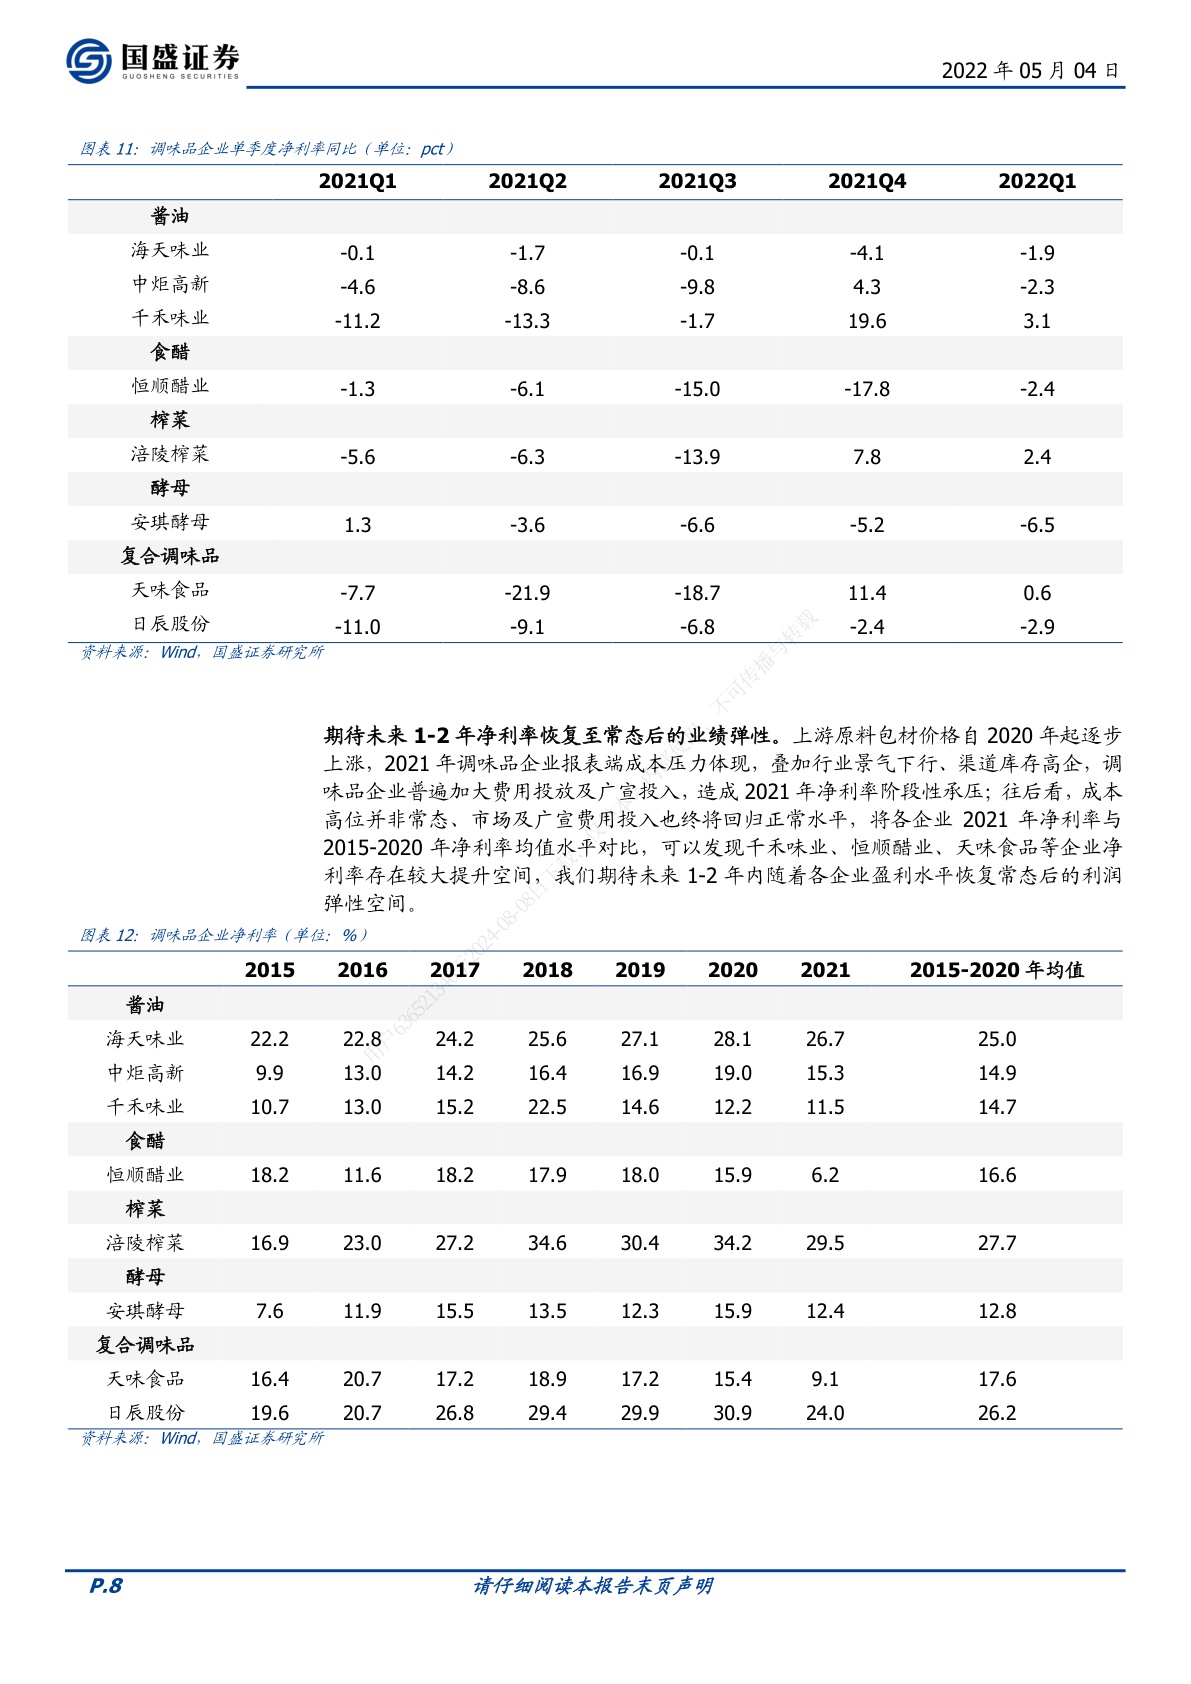 国盛证券
GUOSHENG SECURITIES
2022 年 05 月 04 日
图表 11：调味品企业单季度净利率同比（单位：pct）
2021Q1 2021Q2 2021Q3 2021Q4 2022Q1
酱油
海天味业 -0.1 -1.7 -0.1 -4.1 -1.9
中炬高新 -4.6 -8.6 -9.8 4.3 -2.3
千禾味业 -11.2 -13.3 -1.7 19.6 3.1
食醋
恒顺醋业 -1.3 -6.1 -15.0 -17.8 -2.4
榨菜
涪陵榨菜 -5.6 -6.3 -13.9 7.8 2.4
酵母
安琪酵母 1.3 -3.6 -6.6 -5.2 -6.5
复合调味品
天味食品 -7.7 -21.9 -18.7 11.4 0.6
日辰股份 -11.0 -9.1 -6.8 -2.4 -2.9
资料来源：Wind，国盛证券研究所
期待未来 1-2 年净利率恢复至常态后的业绩弹性。上游原料包材价格自 2020 年起逐步
上涨，2021 年调味品企业报表端成本压力体现，叠加行业景气下行、渠道库存高企，调
味品企业普遍加大费用投放及广宣投入，造成 2021 年净利率阶段性承压；往后看，成本
高位并非常态、市场及广宣费用投入也终将回归正常水平，将各企业 2021 年净利率与
2015-2020 年净利率均值水平对比，可以发现千禾味业、恒顺醋业、天味食品等企业净
利率存在较大提升空间，我们期待未来 1-2 年内随着各企业盈利水平恢复常态后的利润
弹性空间。
图表 12：调味品企业净利率（单位：%）
2015 2016 2017 2018 2019 2020 2021 2015-2020 年均值
酱油
海天味业 22.2 22.8 24.2 25.6 27.1 28.1 26.7 25.0
中炬高新 9.9 13.0 14.2 16.4 16.9 19.0 15.3 14.9
千禾味业 10.7 13.0 15.2 22.5 14.6 12.2 11.5 14.7
食醋
恒顺醋业 18.2 11.6 18.2 17.9 18.0 15.9 6.2 16.6
榨菜
涪陵榨菜 16.9 23.0 27.2 34.6 30.4 34.2 29.5 27.7
酵母
安琪酵母 7.6 11.9 15.5 13.5 12.3 15.9 12.4 12.8
复合调味品
天味食品 16.4 20.7 17.2 18.9 17.2 15.4 9.1 17.6
日辰股份 19.6 20.7 26.8 29.4 29.9 30.9 24.0 26.2
资料来源：Wind，国盛证券研究所
P.8 请仔细阅读本报告末页声明